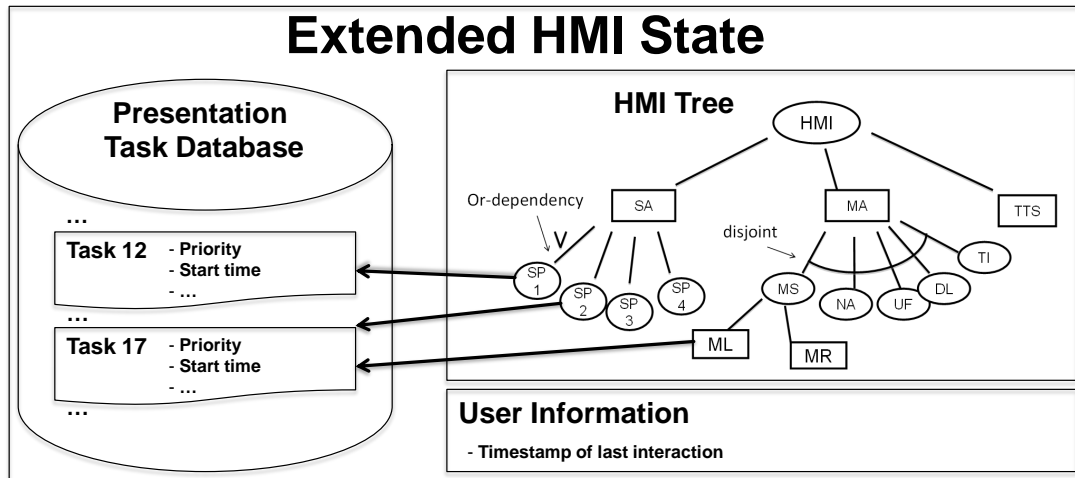 Extended HMI State
Presentation
Task Database
...
Task 12
- Priority
- Start time
- ...
...
Task 17
- Priority
- Start time
- ...
...
HMI Tree
HMI
Or-dependency
V
SA
MA
TTS
disjoint
SP
1
SP
2
SP
3
SP
4
MS
NA
UF
DL
TI
ML
MR
User Information
- Timestamp of last interaction